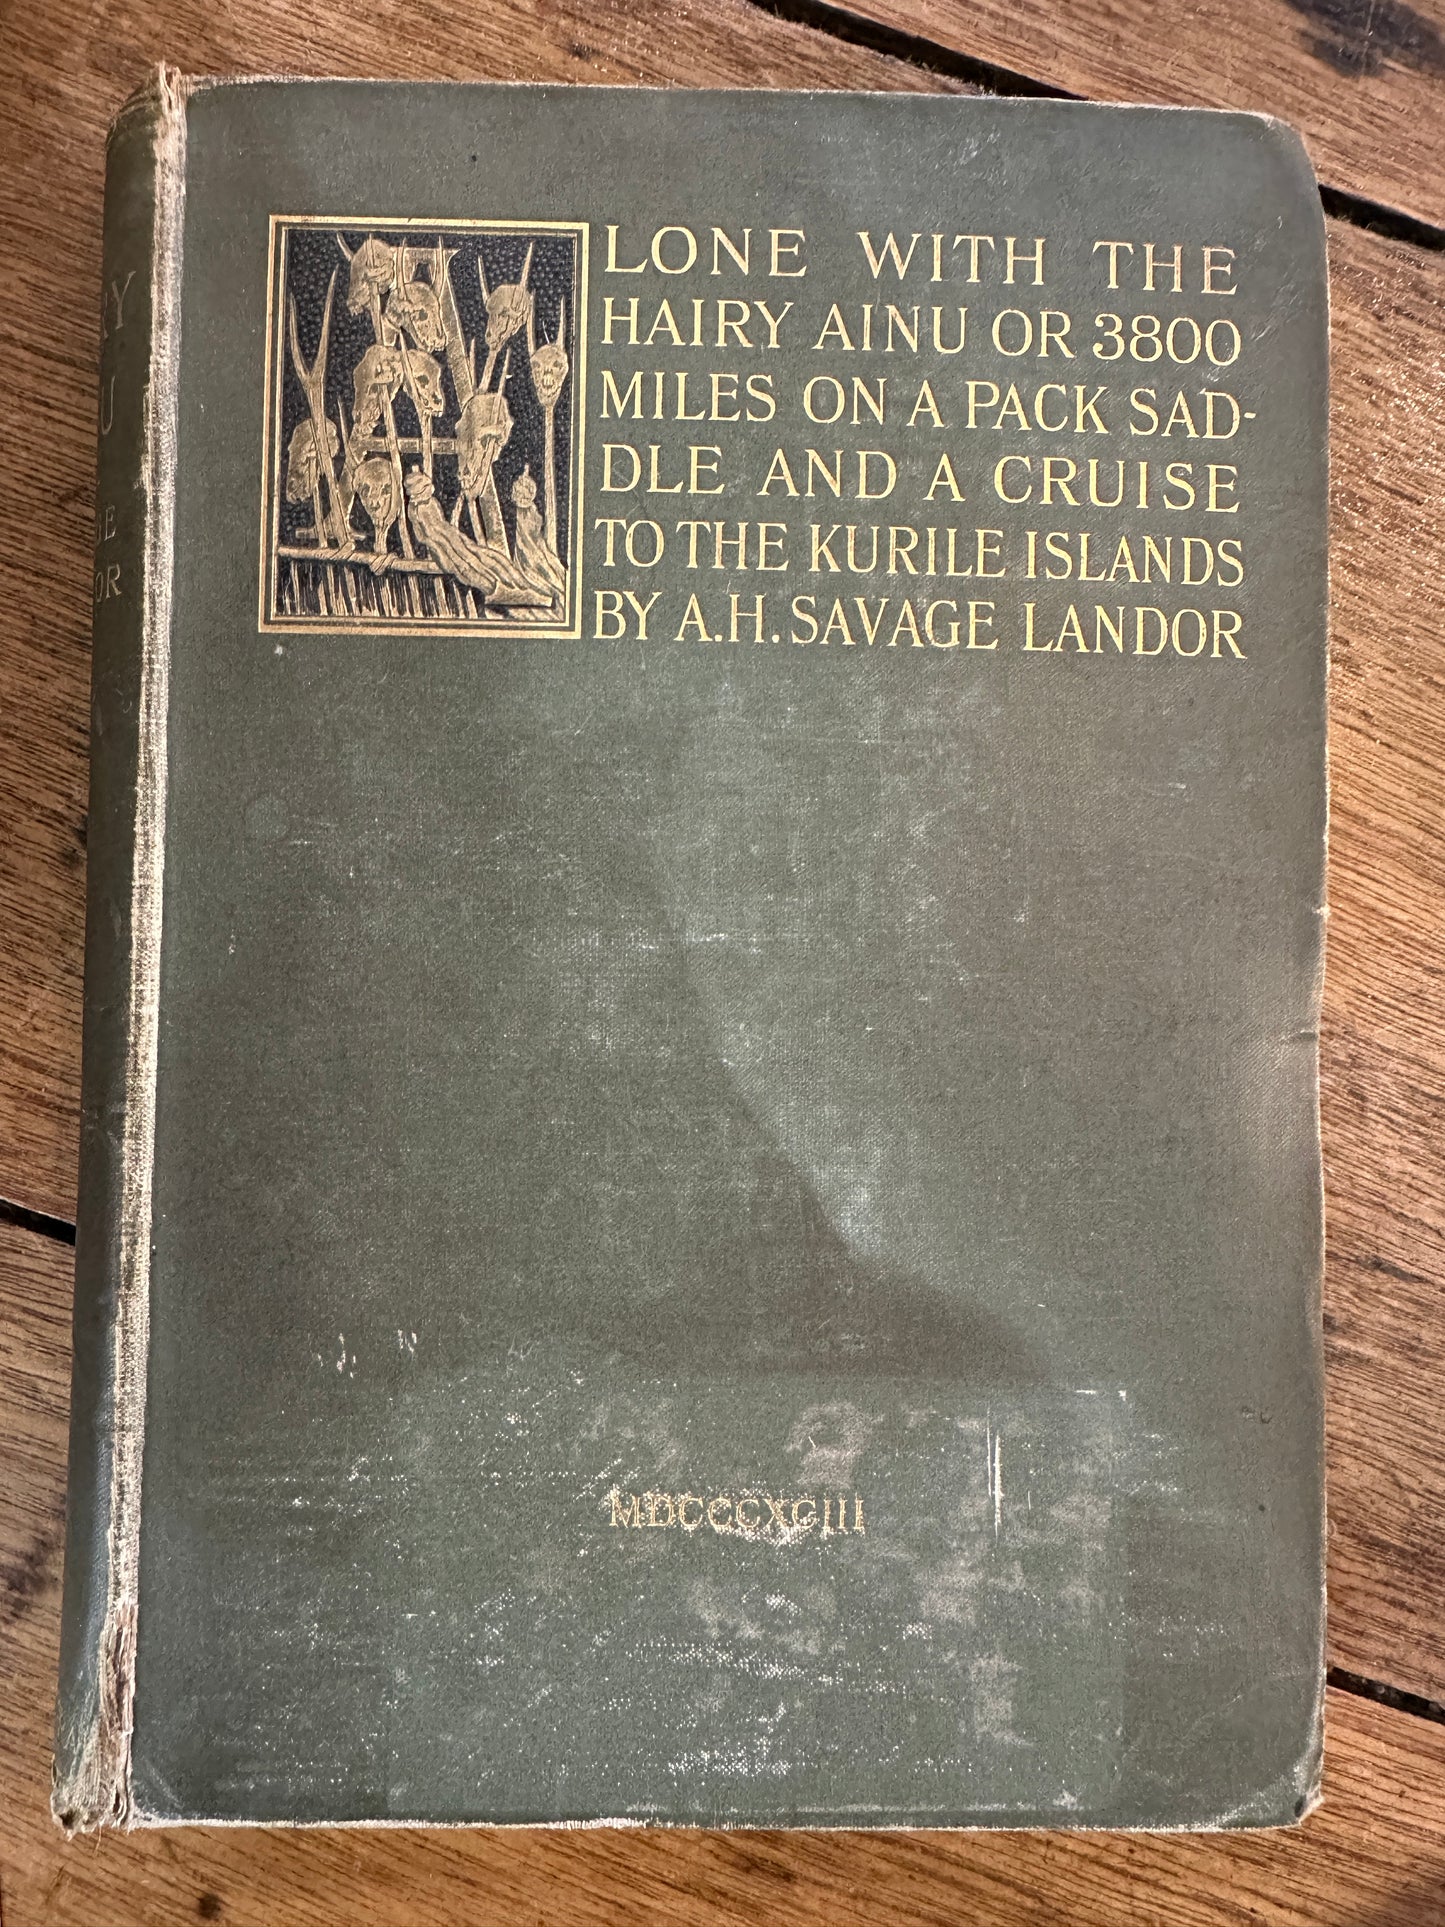 LONE WITH THE
HAIRY AINU OR 3800
MILES ON A PACK SAD-
DLE AND A CRUISE
TO THE KURILE ISLANDS
BY A.H. SAVAGE LANDOR
MDCCCXCIII